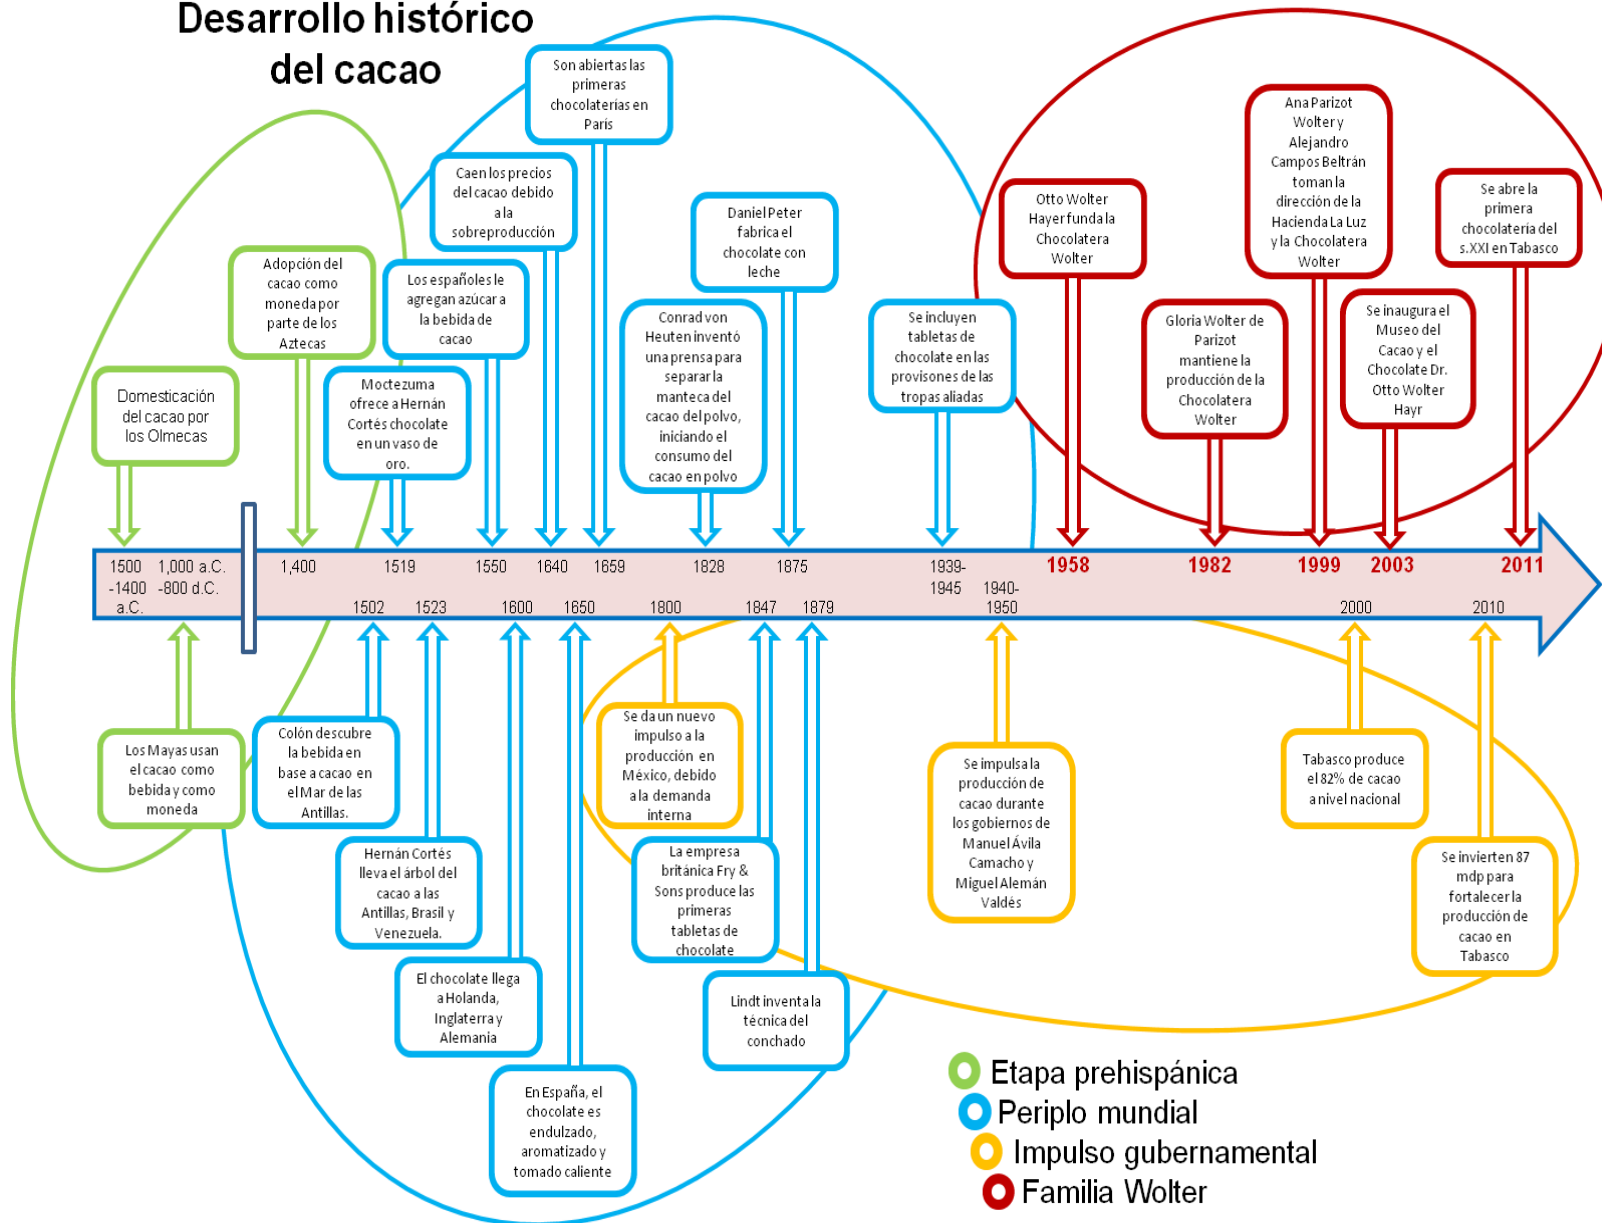 Desarrollo histórico
del cacao
Son abiertas las
primeras
chocolaterías en
París
Caen los precios
del cacao debido
a la
sobreproducción
Adopción del
cacao como
moneda por
parte de los
Aztecas
Los españoles le
agregan azúcar a
la bebida de
cacao
Domesticación
del cacao por
los Olmecas
Moctezuma
ofrece a Hernán
Cortés chocolate
en un vaso de
oro.
Daniel Peter
fabrica el
chocolate con
leche
Conrad von
Heuten inventó
una prensa para
separar la
manteca del
cacao del polvo,
iniciando el
consumo del
cacao en polvo
Se incluyen
tabletas de
chocolate en las
provisones de las
tropas aliadas
Otto Wolter
Hayer funda la
Chocolatera
Wolter
Gloria Wolter de
Parizot
mantiene la
producción de la
Chocolatera
Wolter
Ana Parizot
Wolter y
Alejandro
Campos Beltrán
toman la
dirección de la
Hacienda La Luz
y la Chocolatera
Wolter
Se inaugura el
Museo del
Cacao y el
Chocolate Dr.
Otto Wolter
Hayr
Se abre la
primera
chocolatería del
s.XXI en Tabasco
1500
-1400
a.C.
1,000 a.C.
-800 d.C.
1,400
1519
1550
1640
1659
1828
1875
1939-
1945
1958
1982
1999
2003
2011
1502
1523
1600
1650
1800
1847
1879
1940-
1950
2000
2010
Los Mayas usan
el cacao como
bebida y como
moneda
Colón descubre
la bebida en
base a cacao en
el Mar de las
Antillas.
Hernán Cortés
lleva el árbol del
cacao a las
Antillas, Brasil y
Venezuela.
El chocolate llega
a Holanda,
Inglaterra y
Alemania
En España, el
chocolate es
endulzado,
aromatizado y
tomado caliente
Se da un nuevo
impulso a la
producción en
México, debido
a la demanda
interna
La empresa
británica Fry &
Sons produce las
primeras
tabletas de
chocolate
Lindt inventa la
técnica del
conchado
Se impulsa la
producción de
cacao durante
los gobiernos de
Manuel Ávila
Camacho y
Miguel Alemán
Valdés
Tabasco produce
el 82% de cacao
a nivel nacional
Se invierten 87
mdp para
fortalecer la
producción de
cacao en
Tabasco
Etapa prehispánica
Periplo mundial
Impulso gubernamental
Familia Wolter